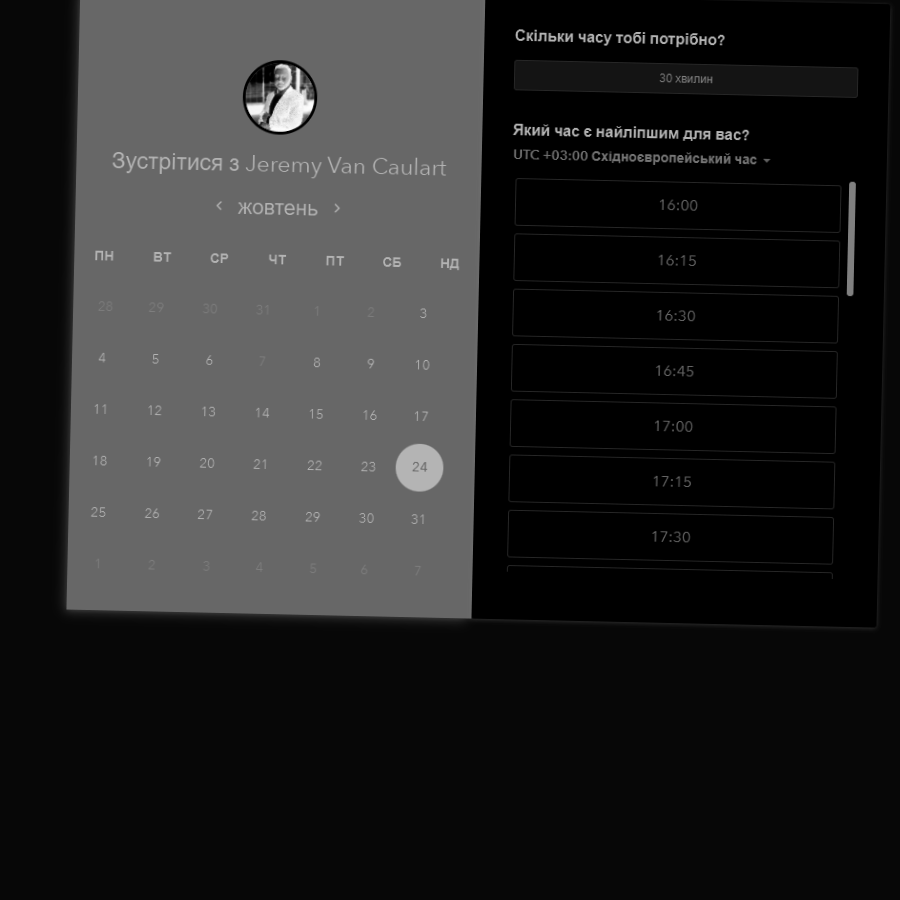 Зустрітися з Jeremy Van Caulart
жовтень
ПН ВТ СР ЧТ ПТ СБ НД
28 29 30 31 1 2 3
4 5 6 7 8 9 10
11 12 13 14 15 16 17
18 19 20 21 22 23 24
25 26 27 28 29 30 31
1 2 3 4 5 6 7
Скільки часу тобі потрібно?
30 хвилин
Який час є найліпшим для вас?
UTC +03:00 Східноєвропейський час
16:00
16:15
16:30
16:45
17:00
17:15
17:30